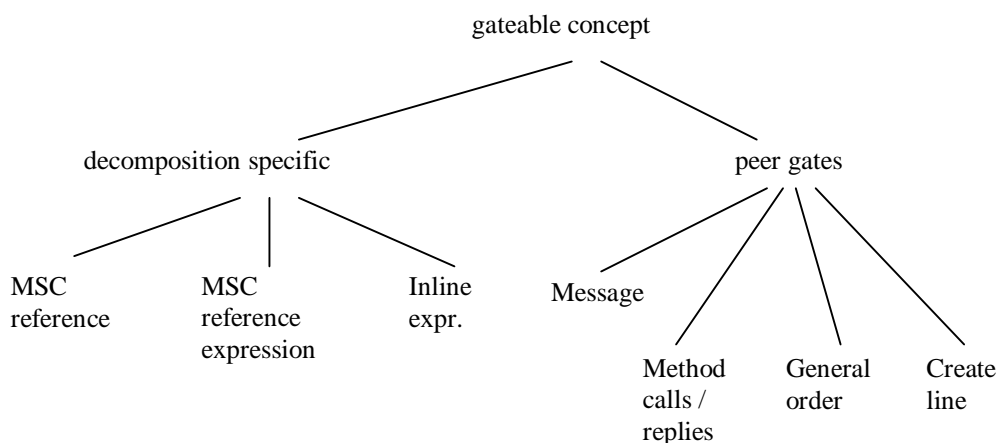 gateable concept
decomposition specific
peer gates
MSC
reference
MSC
reference
expression
Inline
expr.
Message
Method
calls /
replies
General
order
Create
line